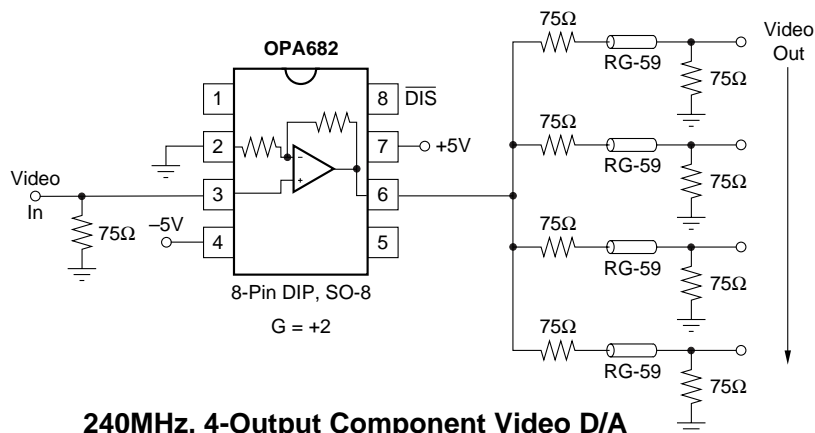 75Ω
RG-59
75Ω
Video
Out
OPA682
1
8 DIS
2
7 +5V
Video
In
3
6
75Ω
–5V
4
5
8-Pin DIP, SO-8
G = +2
–
+
75Ω
RG-59
75Ω
75Ω
RG-59
75Ω
75Ω
RG-59
75Ω
240MHz, 4-Output Component Video D/A